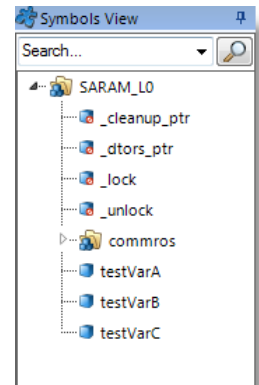 Symbols View
Search...
SARAM_L0
_cleanup_ptr
_dtors_ptr
_lock
_unlock
commros
testVarA
testVarB
testVarC